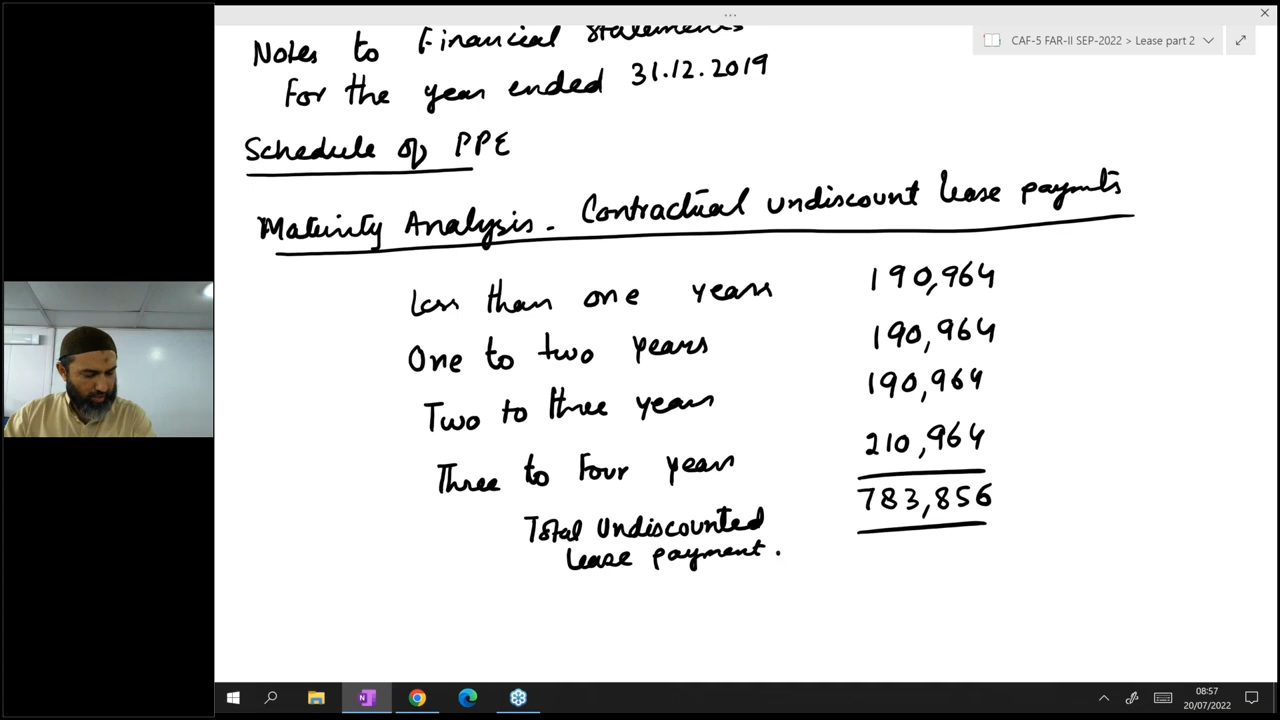 CAF-5 FAR-II SEP-2022 > Lease part 2
Notes to Financial Statements
For the year ended 31.12.2019
Schedule of PPE
Maturity Analysis - Contractual undiscount lease paymnts
Less than one years 190,964
One to two years 190,964
Two to three years 190,964
Three to Four years 210,964
Total Undiscounted 783,856
lease payment.
08:57
20/07/2022